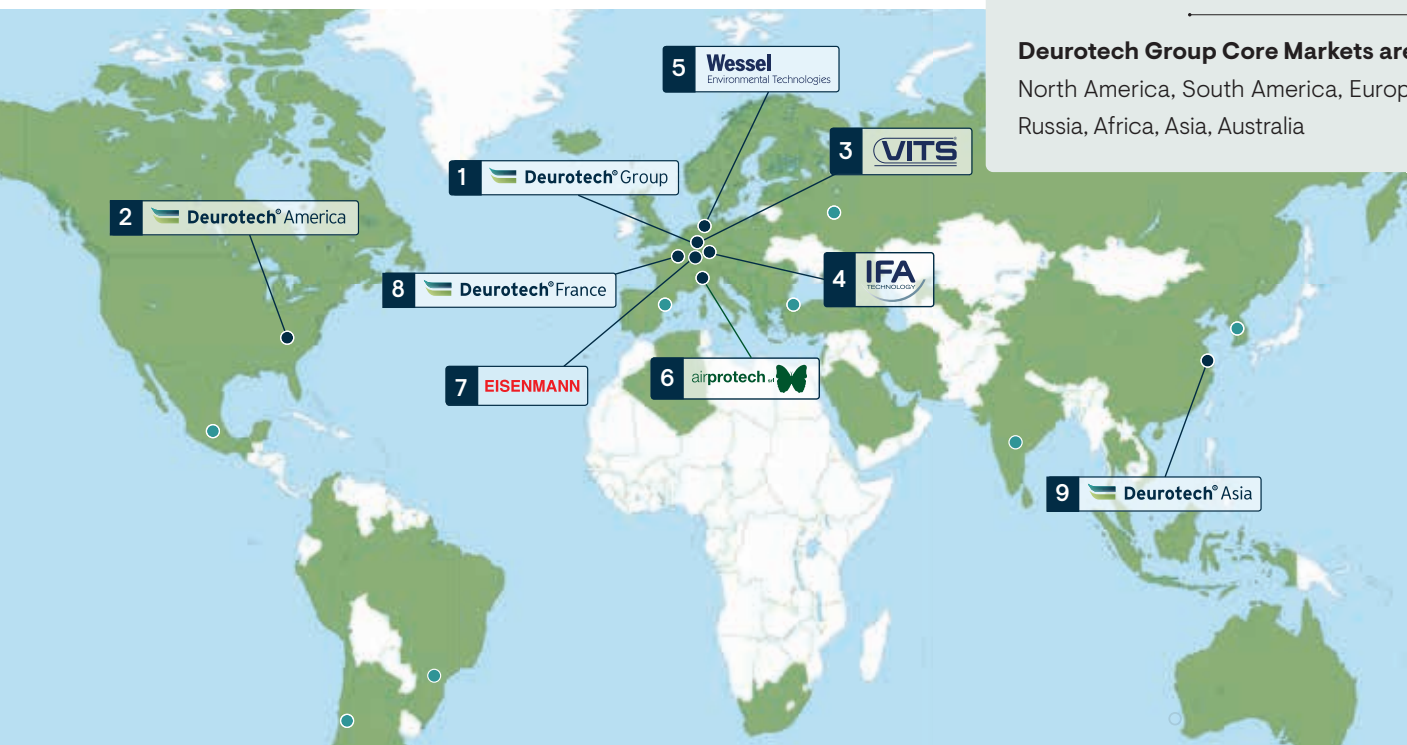 Deurotech Group Core Markets are
North America, South America, Europ
Russia, Africa, Asia, Australia
5 Wessel
Environmental Technologies
3 VITS
1 Deurotech® Group
2 Deurotech® America
4 IFA
TECHNOLOGY
8 Deurotech® France
7 EISENMANN
6 airprotech srl
9 Deurotech® Asia